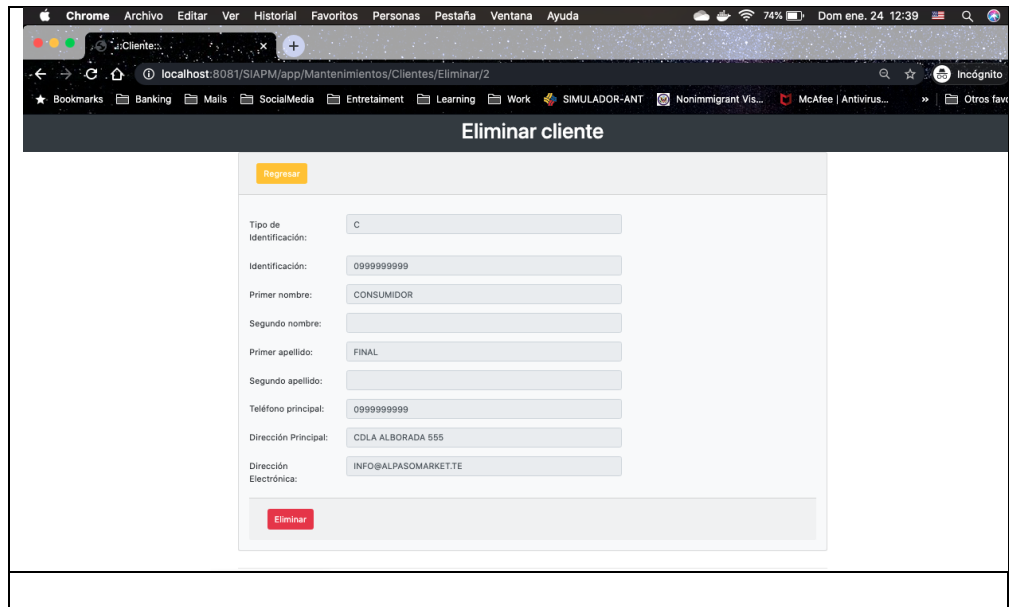 Chrome Archivo Editar Ver Historial Favoritos Personas Pestaña Ventana Ayuda 74% Dom ene. 24 12:39
.::Cliente::.
localhost:8081/SIAPM/app/Mantenimientos/Clientes/Eliminar/2 Incógnito
Bookmarks Banking Mails SocialMedia Entretaiment Learning Work SIMULADOR-ANT Nonimmigrant Vis... McAfee | Antivirus... » Otros favo
Eliminar cliente
Regresar
Tipo de Identificación: C
Identificación: 0999999999
Primer nombre: CONSUMIDOR
Segundo nombre:
Primer apellido: FINAL
Segundo apellido:
Teléfono principal: 0999999999
Dirección Principal: CDLA ALBORADA 555
Dirección Electrónica: INFO@ALPASOMARKET.TE
Eliminar